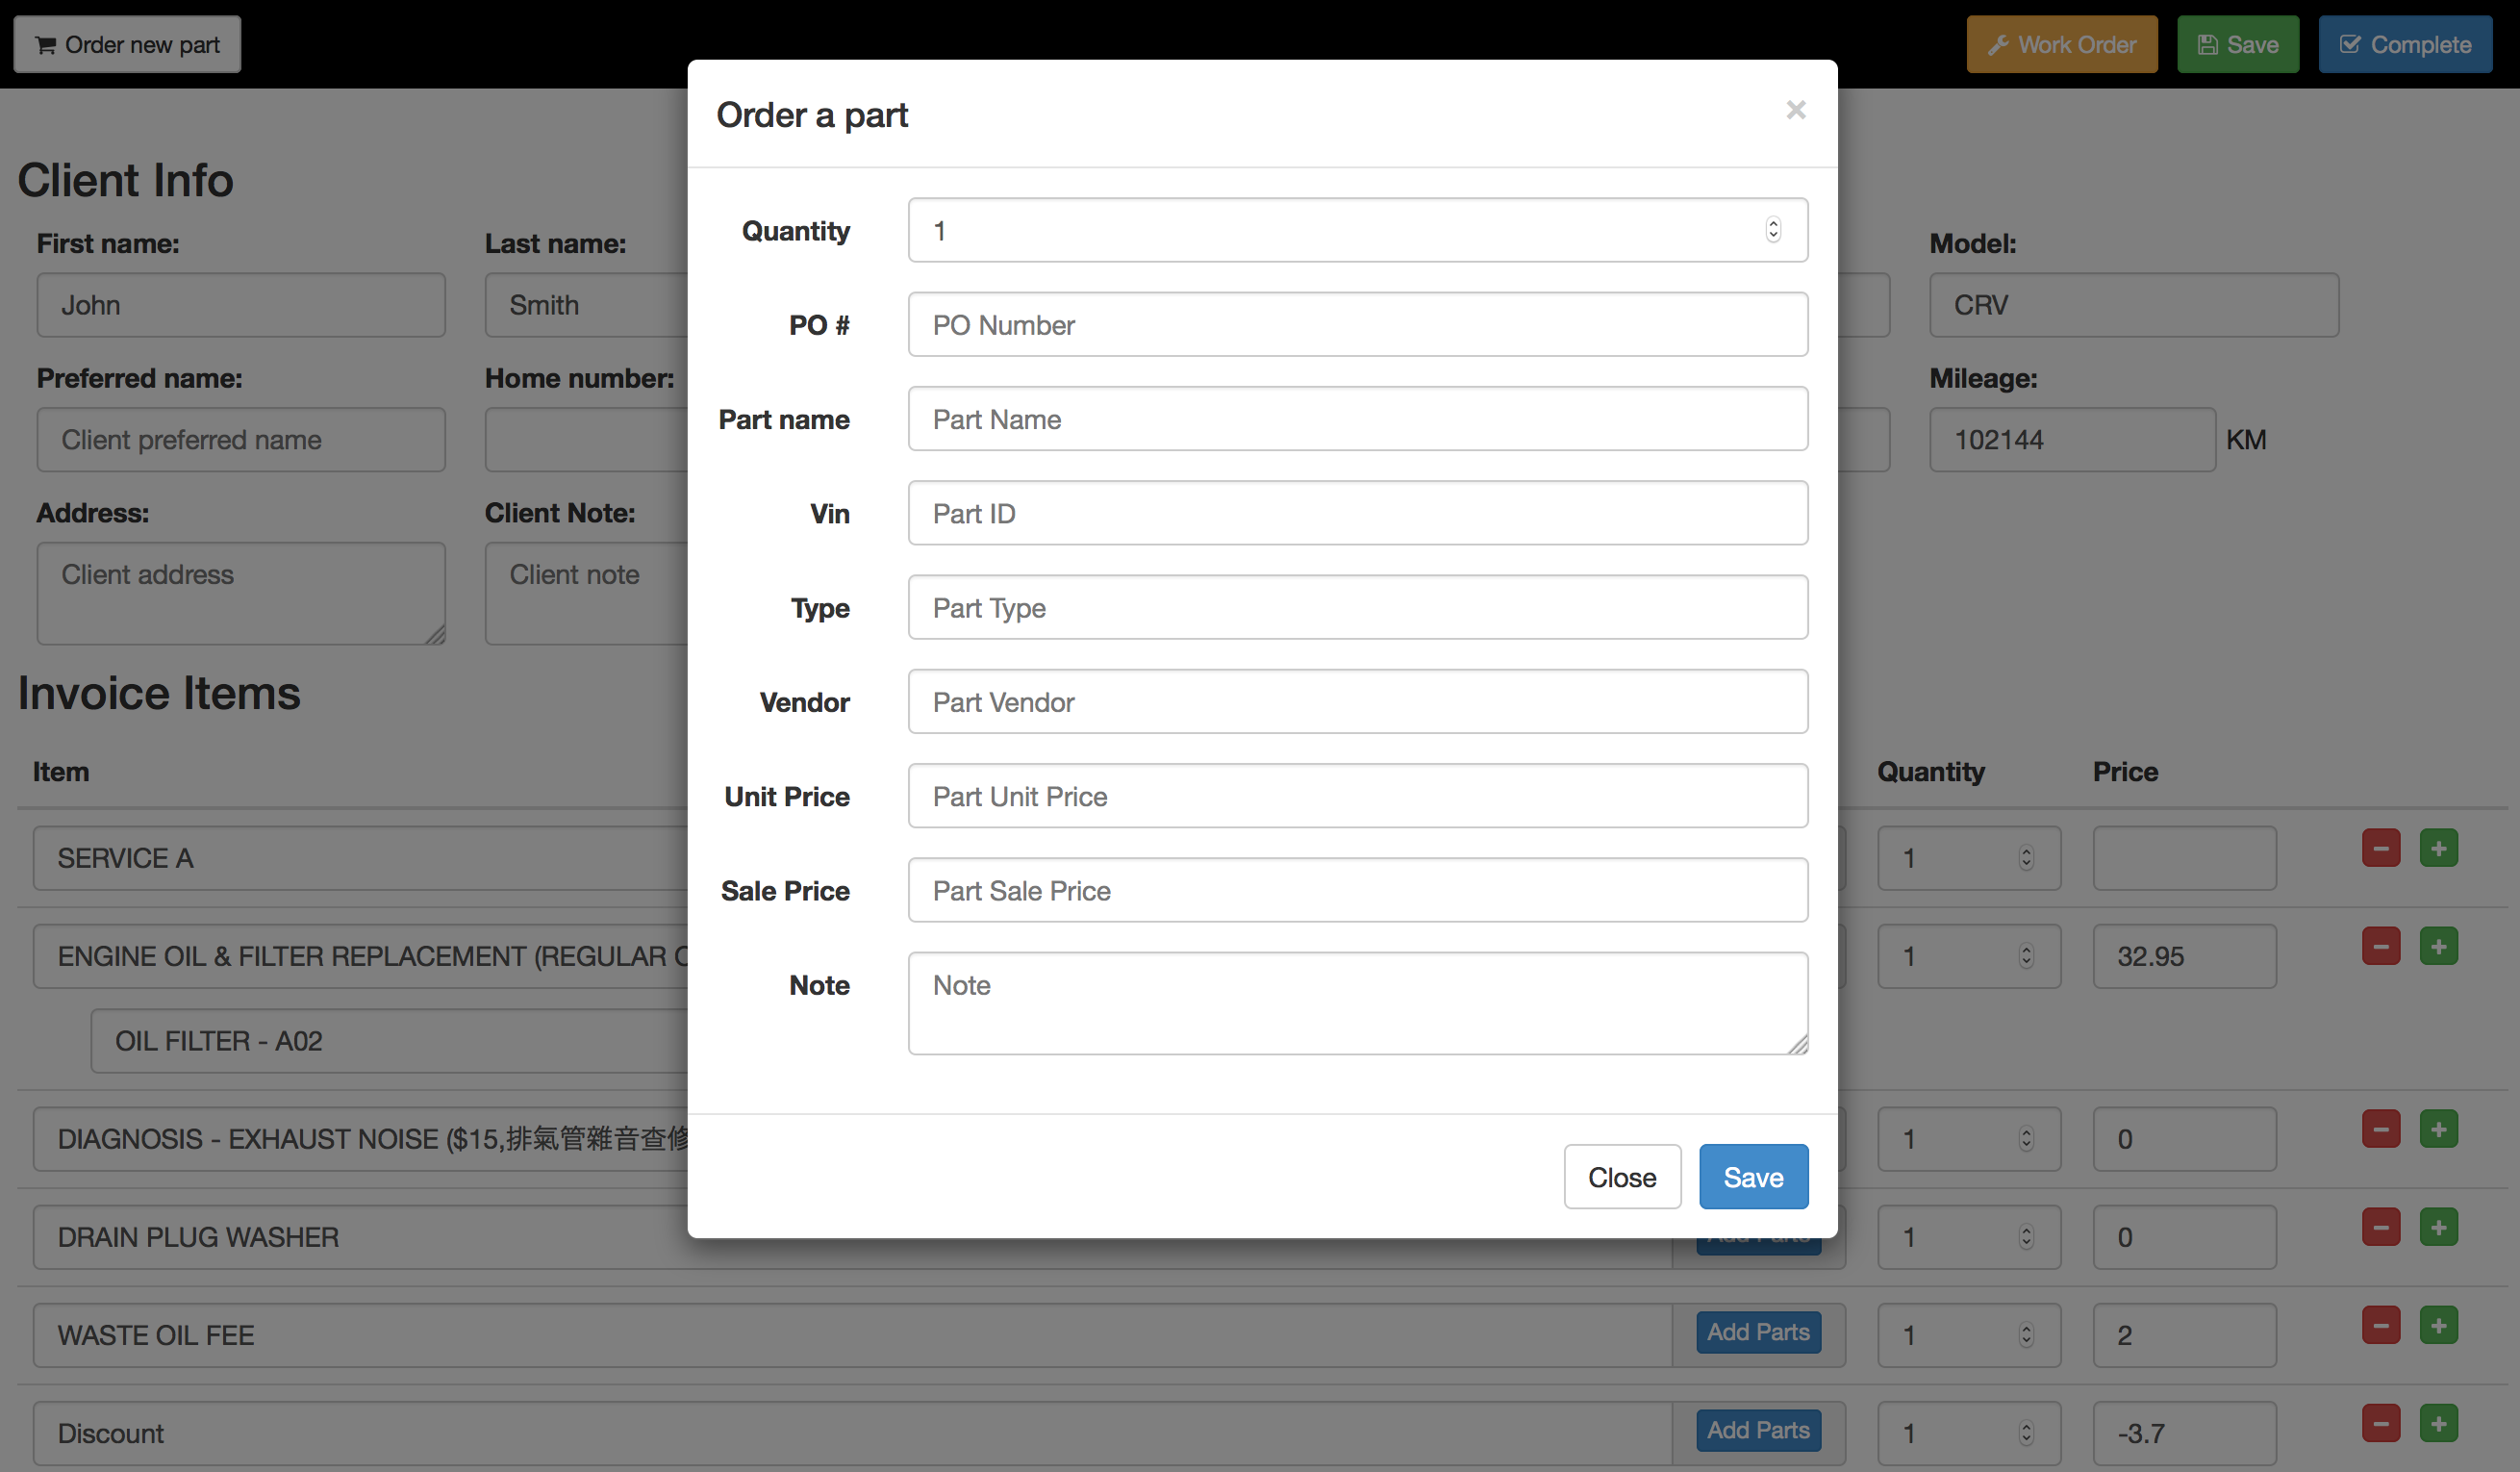 Order new part
Work Order
Save
Complete
Order a part
×
Quantity
1
PO #
PO Number
Part name
Part Name
Vin
Part ID
Type
Part Type
Vendor
Part Vendor
Unit Price
Part Unit Price
Sale Price
Part Sale Price
Note
Note
Close
Save
Client Info
First name:
Last name:
Model:
John
Smith
CRV
Preferred name:
Home number:
Mileage:
Client preferred name
102144 KM
Address:
Client Note:
Client address
Client note
Invoice Items
Item
Quantity
Price
SERVICE A
1
ENGINE OIL & FILTER REPLACEMENT (REGULAR
1
32.95
OIL FILTER - A02
DIAGNOSIS - EXHAUST NOISE ($15,排氣管雜音查修
1
0
DRAIN PLUG WASHER
Add Parts
1
0
WASTE OIL FEE
Add Parts
1
2
Discount
Add Parts
1
-3.7